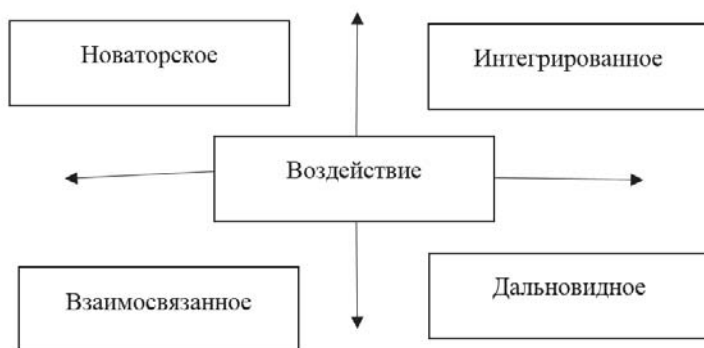 Новаторское
Интегрированное
Воздействие
Взаимосвязанное
Дальновидное